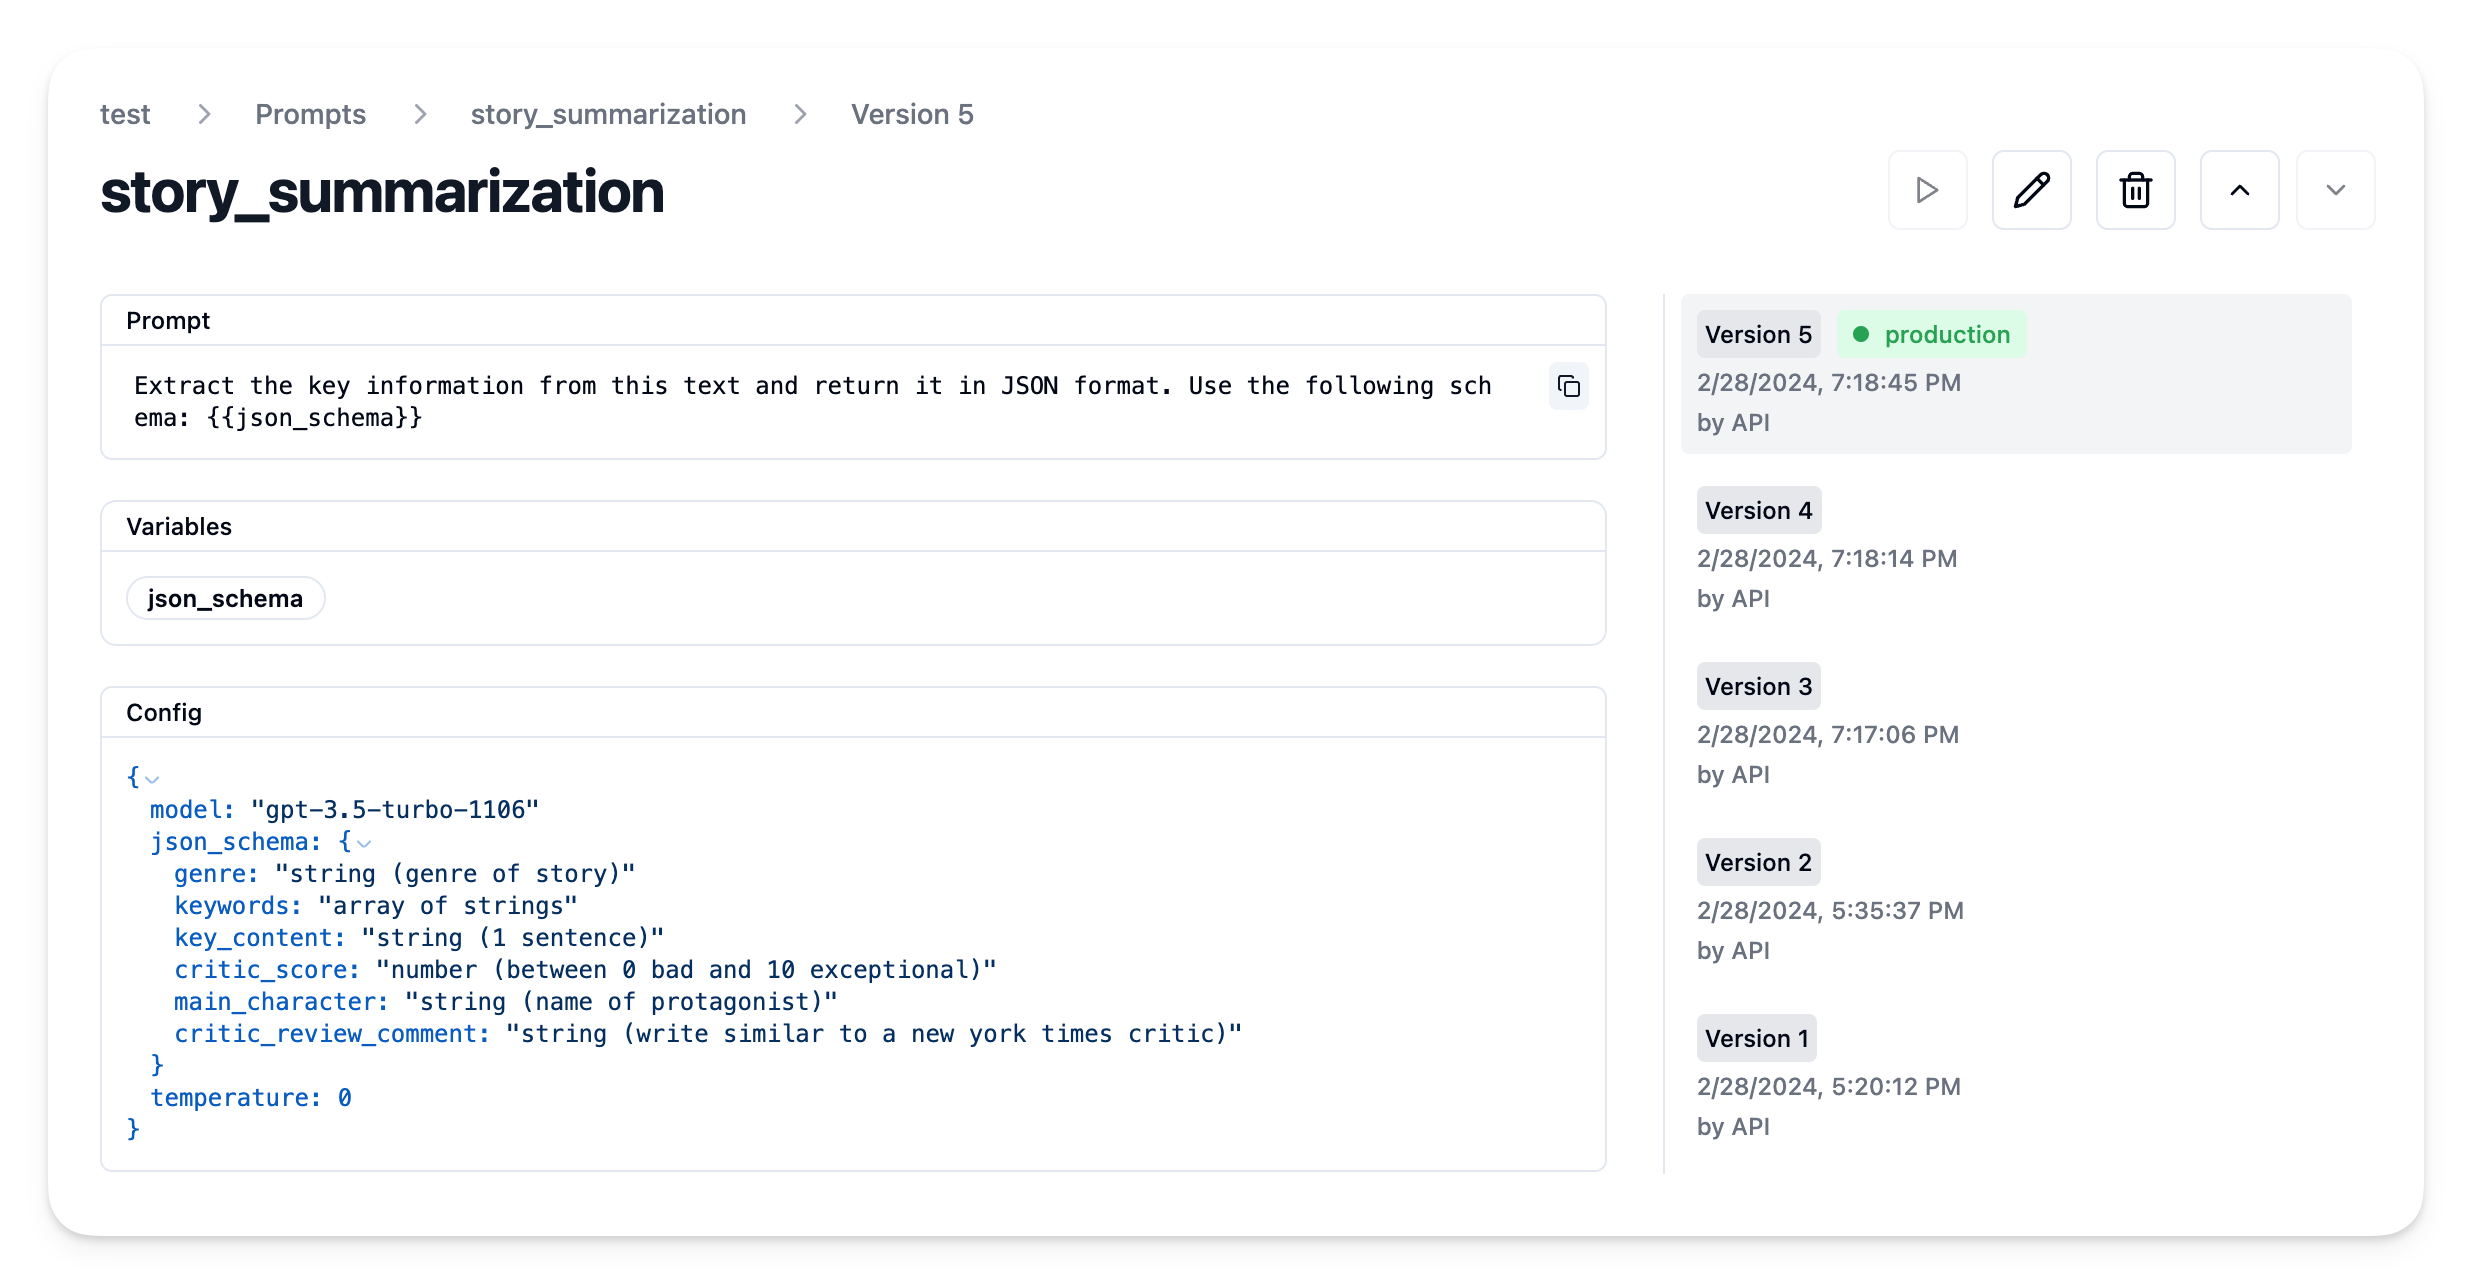 test > Prompts > story_summarization > Version 5
story_summarization
Prompt
Extract the key information from this text and return it in JSON format. Use the following sch
ema: {{json_schema}}
Variables
json_schema
Config
{
model: "gpt-3.5-turbo-1106"
json_schema: {
genre: "string (genre of story)"
keywords: "array of strings"
key_content: "string (1 sentence)"
critic_score: "number (between 0 bad and 10 exceptional)"
main_character: "string (name of protagonist)"
critic_review_comment: "string (write similar to a new york times critic)"
}
temperature: 0
}
Version 5 production
2/28/2024, 7:18:45 PM
by API
Version 4
2/28/2024, 7:18:14 PM
by API
Version 3
2/28/2024, 7:17:06 PM
by API
Version 2
2/28/2024, 5:35:37 PM
by API
Version 1
2/28/2024, 5:20:12 PM
by API